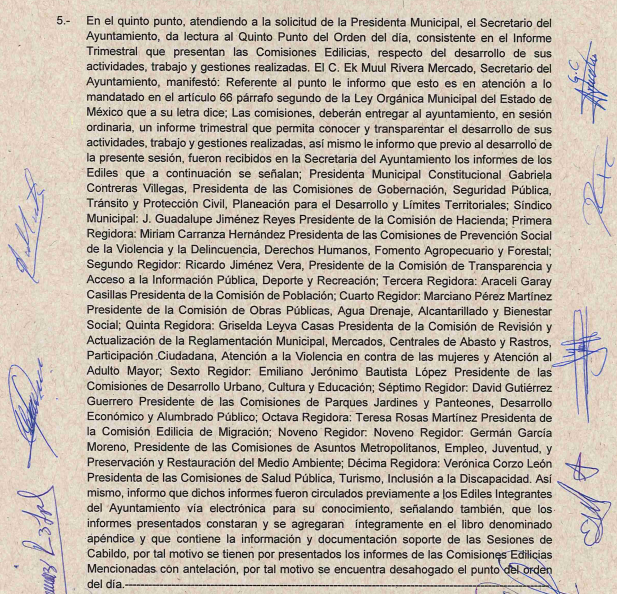 5.- En el quinto punto, atendiendo a la solicitud de la Presidenta Municipal, el Secretario del
Ayuntamiento, da lectura al Quinto Punto del Orden del día, consistente en el Informe
Trimestral que presentan las Comisiones Edilicias, respecto del desarrollo de sus
actividades, trabajo y gestiones realizadas. El C. Ek Muul Rivera Mercado, Secretario del
Ayuntamiento, manifestó: Referente al punto le informo que esto es en atención a lo
mandatado en el artículo 66 párrafo segundo de la Ley Orgánica Municipal del Estado de
México que a su letra dice; Las comisiones, deberán entregar al ayuntamiento, en sesión
ordinaria, un informe trimestral que permita conocer y transparentar el desarrollo de sus
actividades, trabajo y gestiones realizadas, así mismo le informo que previo al desarrollo de
la presente sesión, fueron recibidos en la Secretaria del Ayuntamiento los informes de los
Ediles que a continuación se señalan; Presidenta Municipal Constitucional Gabriela
Contreras Villegas, Presidenta de las Comisiones de Gobernación, Seguridad Pública,
Tránsito y Protección Civil, Planeación para el Desarrollo y Límites Territoriales; Síndico
Municipal: J. Guadalupe Jiménez Reyes Presidente de la Comisión de Hacienda; Primera
Regidora: Miriam Carranza Hernández Presidenta de las Comisiones de Prevención Social
de la Violencia y la Delincuencia, Derechos Humanos, Fomento Agropecuario y Forestal;
Segundo Regidor: Ricardo Jiménez Vera, Presidente de la Comisión de Transparencia y
Acceso a la Información Pública, Deporte y Recreación; Tercera Regidora: Araceli Garay
Casillas Presidenta de la Comisión de Población; Cuarto Regidor: Marciano Pérez Martínez
Presidente de la Comisión de Obras Públicas, Agua Drenaje, Alcantarillado y Bienestar
Social; Quinta Regidora: Griselda Leyva Casas Presidenta de la Comisión de Revisión y
Actualización de la Reglamentación Municipal, Mercados, Centrales de Abasto y Rastros,
Participación Ciudadana, Atención a la Violencia en contra de las mujeres y Atención al
Adulto Mayor; Sexto Regidor: Emiliano Jerónimo Bautista López Presidente de las
Comisiones de Desarrollo Urbano, Cultura y Educación; Séptimo Regidor: David Gutiérrez
Guerrero Presidente de las Comisiones de Parques Jardines y Panteones, Desarrollo
Económico y Alumbrado Público; Octava Regidora: Teresa Rosas Martínez Presidenta de
la Comisión Edilicia de Migración; Noveno Regidor: Noveno Regidor: Germán García
Moreno, Presidente de las Comisiones de Asuntos Metropolitanos, Empleo, Juventud, y
Preservación y Restauración del Medio Ambiente; Décima Regidora: Verónica Corzo León
Presidenta de las Comisiones de Salud Pública, Turismo, Inclusión a la Discapacidad. Así
mismo, informo que dichos informes fueron circulados previamente a los Ediles Integrantes
del Ayuntamiento vía electrónica para su conocimiento, señalando también, que los
informes presentados constaran y se agregaran íntegramente en el libro denominado
apéndice y que contiene la información y documentación soporte de las Sesiones de
Cabildo, por tal motivo se tienen por presentados los informes de las Comisiones Edilicias
Mencionadas con antelación, por tal motivo se encuentra desahogado el punto del orden
del día.-----------------------------------------------------------------------